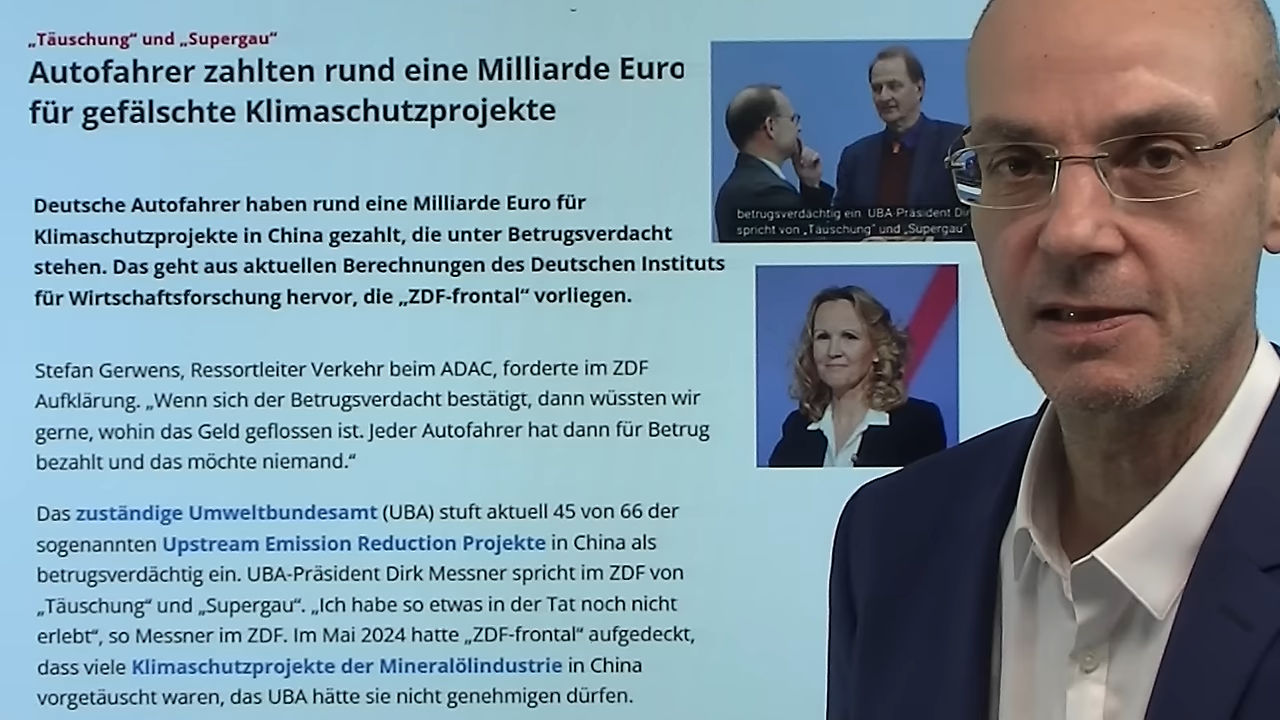 „Täuschung“ und „Supergau“
Autofahrer zahlten rund eine Milliarde Euro
für gefälschte Klimaschutzprojekte
Deutsche Autofahrer haben rund eine Milliarde Euro für
Klimaschutzprojekte in China gezahlt, die unter Betrugsverdacht
stehen. Das geht aus aktuellen Berechnungen des Deutschen Instituts
für Wirtschaftsforschung hervor, die „ZDF-frontal“ vorliegen.
betrugsverdächtig ein. UBA-Präsident Dir
spricht von „Täuschung“ und „Supergau“
Stefan Gerwens, Ressortleiter Verkehr beim ADAC, forderte im ZDF
Aufklärung. „Wenn sich der Betrugsverdacht bestätigt, dann wüssten wir
gerne, wohin das Geld geflossen ist. Jeder Autofahrer hat dann für Betrug
bezahlt und das möchte niemand.“
Das zuständige Umweltbundesamt (UBA) stuft aktuell 45 von 66 der
sogenannten Upstream Emission Reduction Projekte in China als
betrugsverdächtig ein. UBA-Präsident Dirk Messner spricht im ZDF von
„Täuschung“ und „Supergau“. „Ich habe so etwas in der Tat noch nicht
erlebt“, so Messner im ZDF. Im Mai 2024 hatte „ZDF-frontal“ aufgedeckt,
dass viele Klimaschutzprojekte der Mineralölindustrie in China
vorgetäuscht waren, das UBA hätte sie nicht genehmigen dürfen.